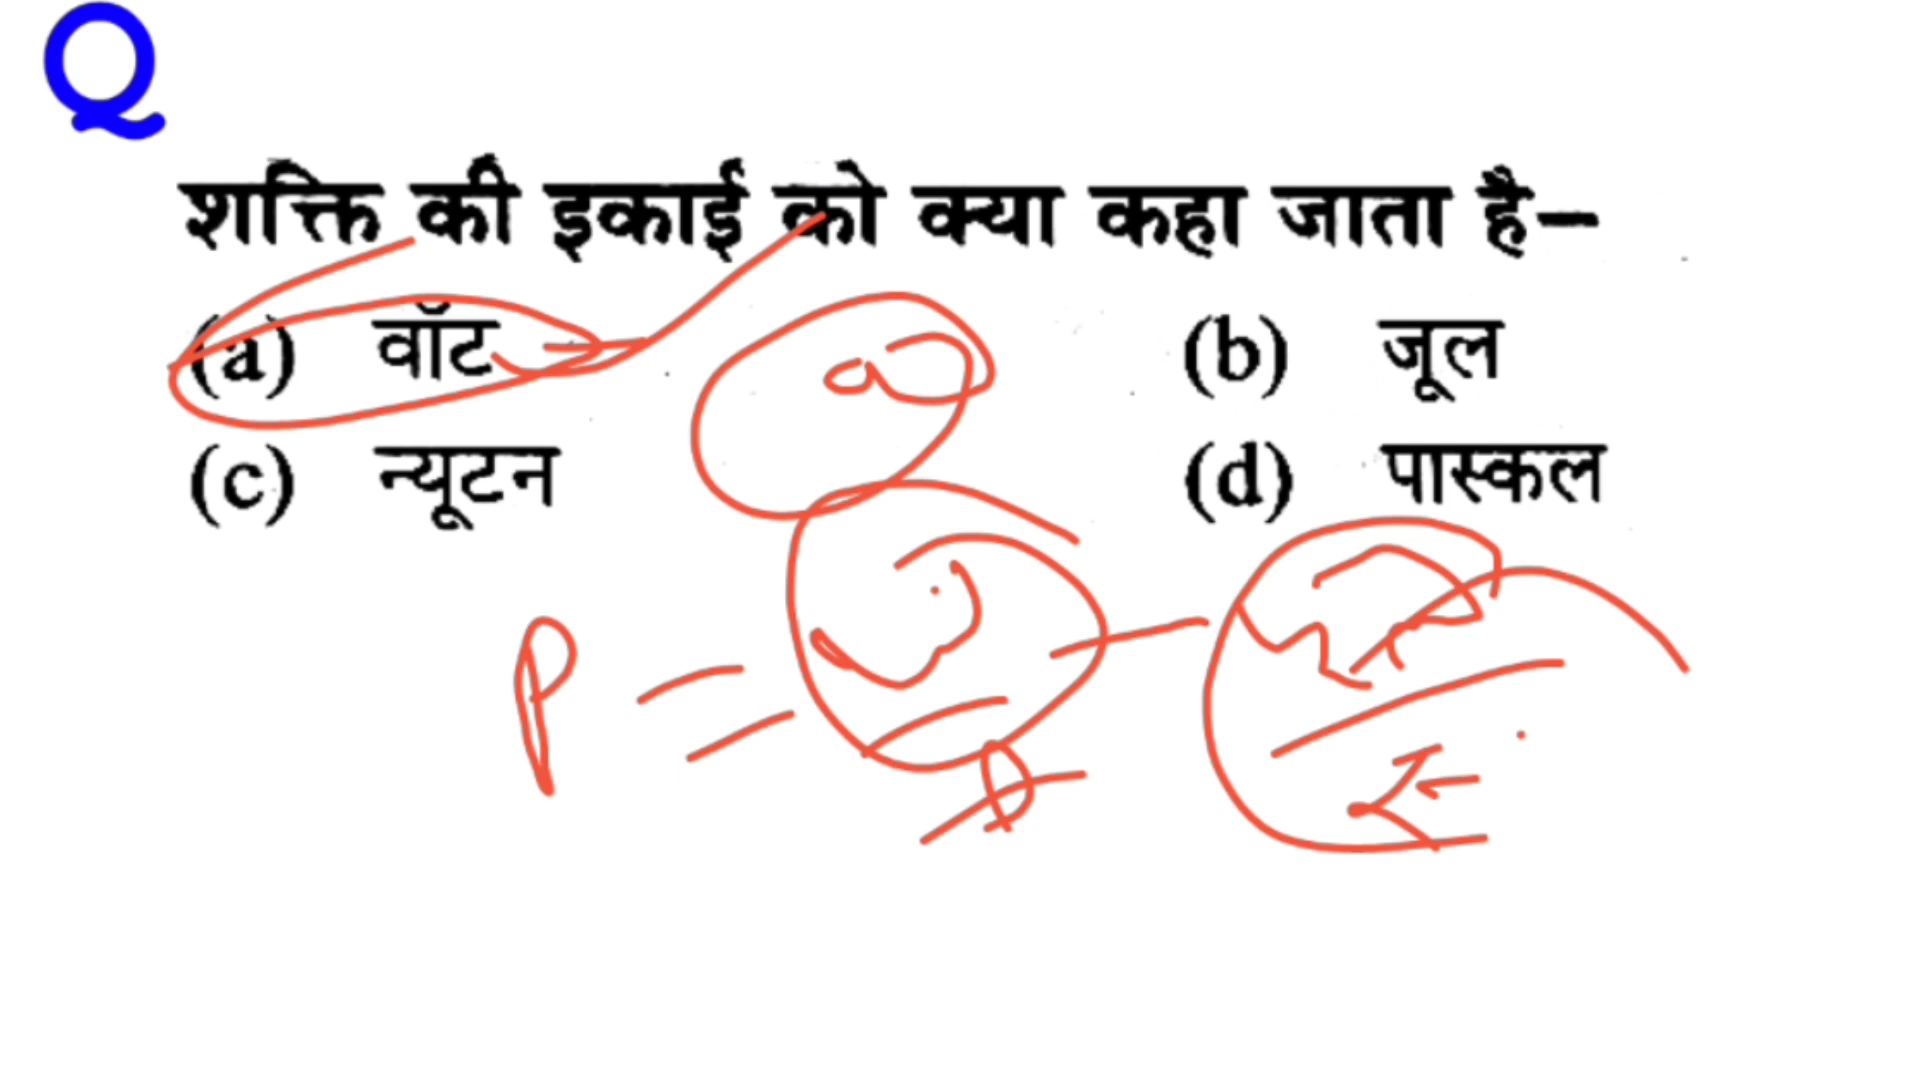 Q
शक्ति की इकाई को क्या कहा जाता है–
(a) वॉट (b) जूल
(c) न्यूटन (d) पास्कल
P =